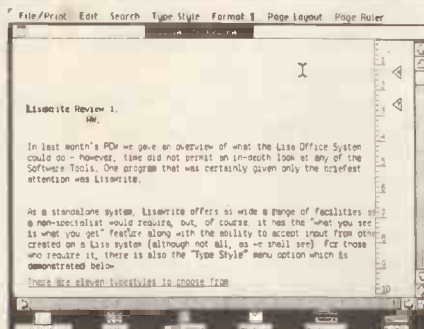 File/Print Edit Search Type Style Format ¶ Page Layout Page Ruler
Lisawrite Review 1.
HW.
In last month's PCW we gave an overview of what the Lisa Office System
could do - however, time did not permit an in-depth look at any of the
Software Tools. One program that was certainly given only the briefest
attention was Lisawrite.
As a standalone system, Lisawrite offers as wide a range of facilities as
a non-specialist would require, but, of course, it has the "what you see
is what you get" feature along with the ability to accept input from othe
created on a Lisa system (although not all, as we shall see) For those
who require it, there is also the "Type Style" menu option which is
demonstrated below
There are eleven typestyles to choose from